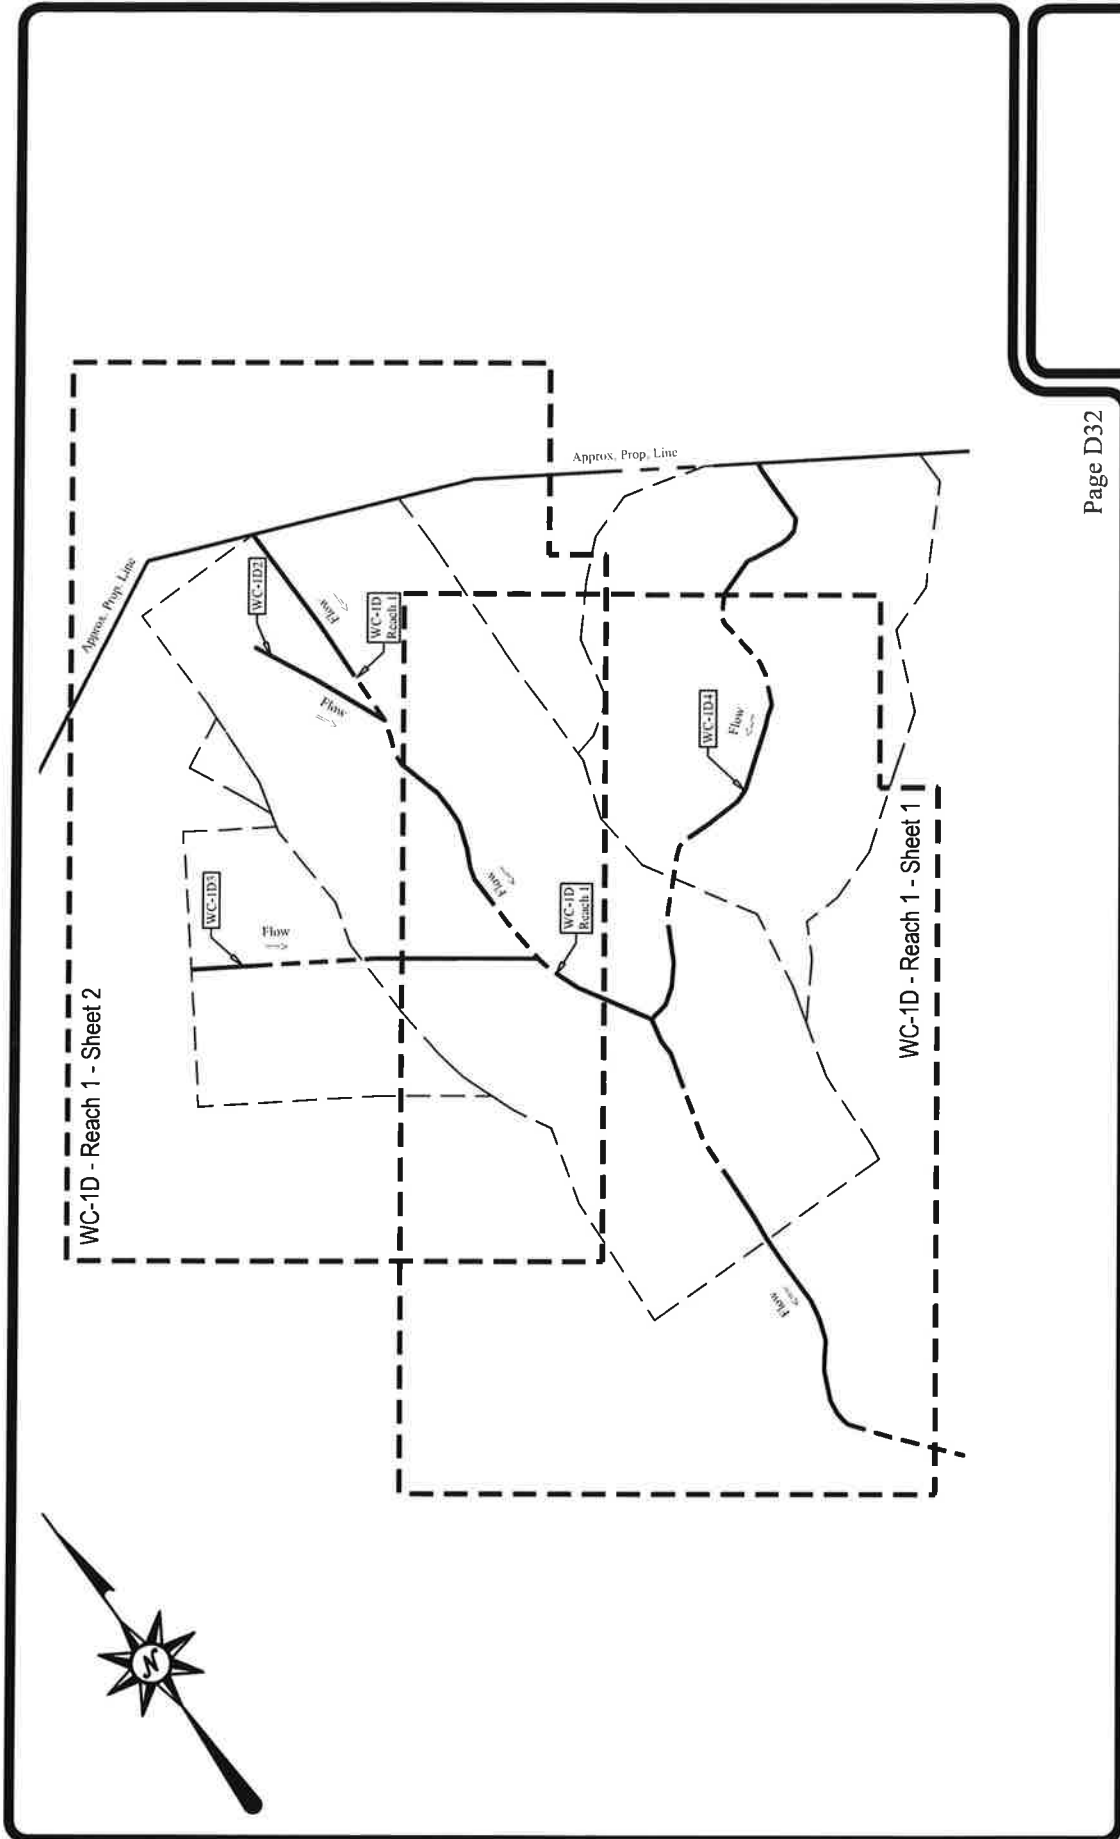 Approx. Prop. Line
Approx. Prop. Line
WC-1D2
Flow
WC-1D
Reach 1
Flow
WC-1D4
Flow
WC-1D3
Flow
Flow
WC-1D
Reach 1
WC-1D - Reach 1 - Sheet 2
WC-1D - Reach 1 - Sheet 1
Flow
N
Page D32